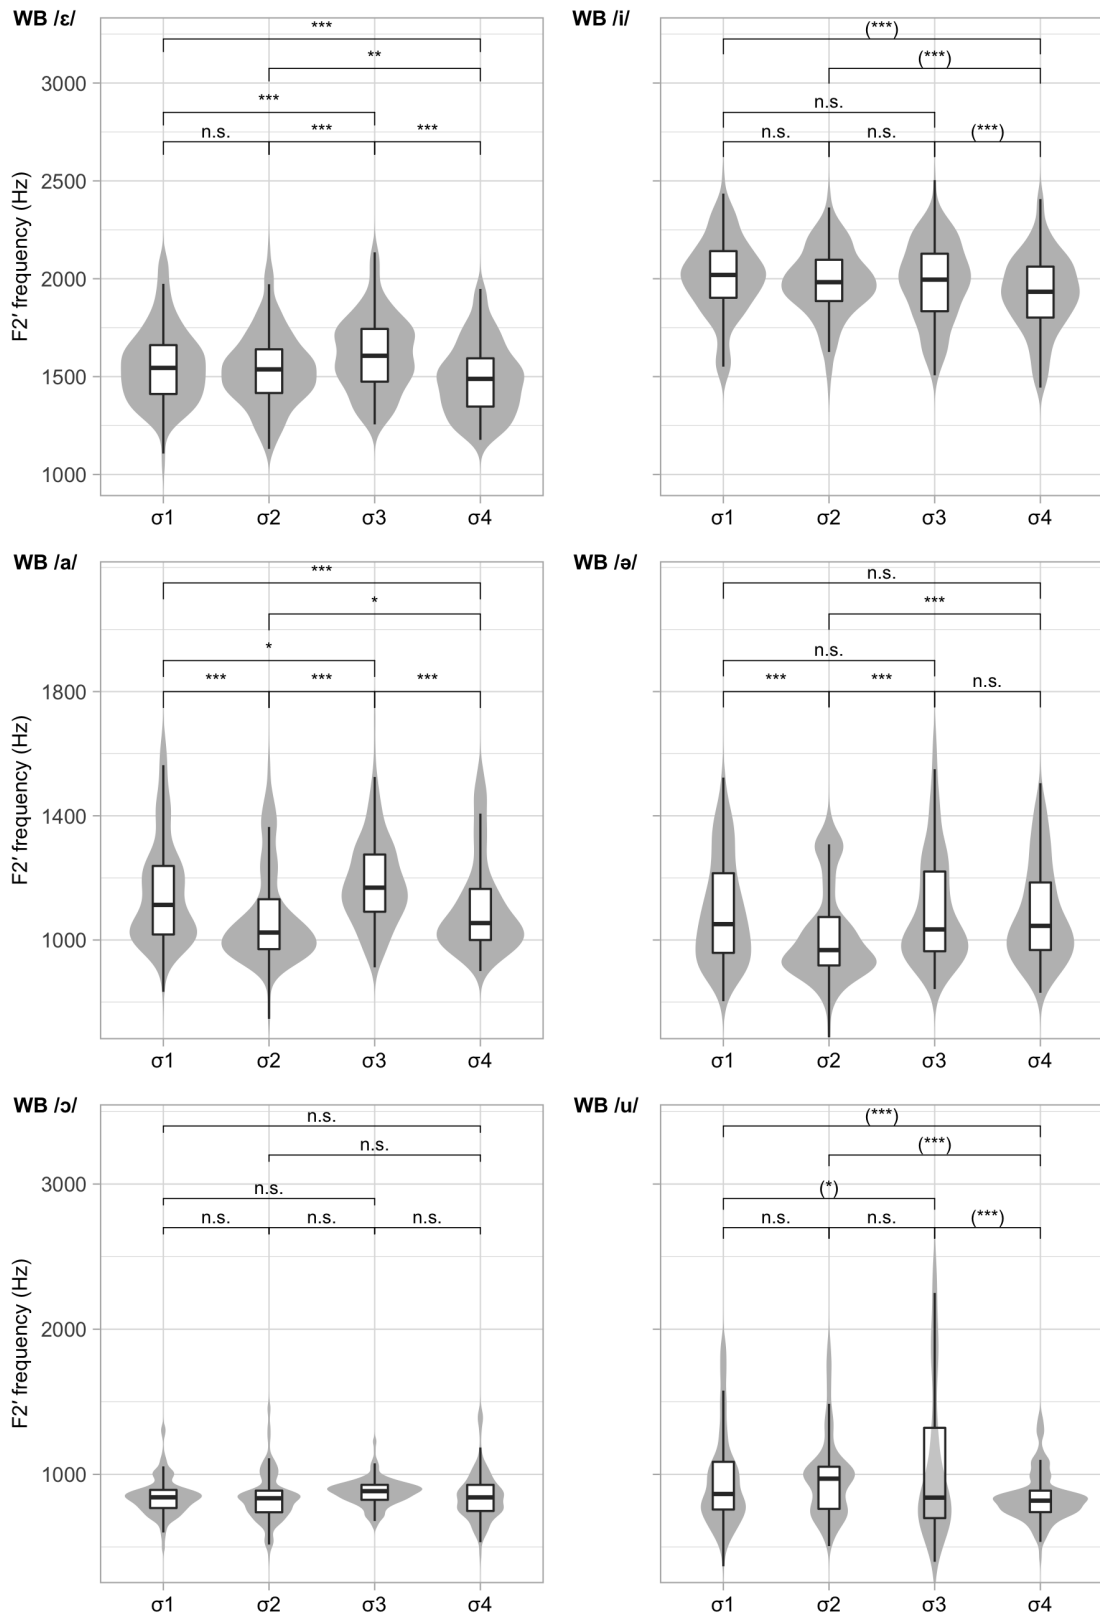 WB /ɛ/
***
**
***
n.s. *** ***
3000
2500
2000
1500
1000
F2′ frequency (Hz)
σ1 σ2 σ3 σ4
WB /i/
(***)
(***)
n.s.
n.s. n.s. (***)
σ1 σ2 σ3 σ4
WB /a/
***
*
*
*** *** ***
1800
1400
1000
F2′ frequency (Hz)
σ1 σ2 σ3 σ4
WB /ə/
n.s.
***
n.s.
*** *** n.s.
σ1 σ2 σ3 σ4
WB /ɔ/
n.s.
n.s.
n.s.
n.s. n.s. n.s.
3000
2000
1000
F2′ frequency (Hz)
σ1 σ2 σ3 σ4
WB /u/
(***)
(***)
(*)
n.s. n.s. (***)
σ1 σ2 σ3 σ4